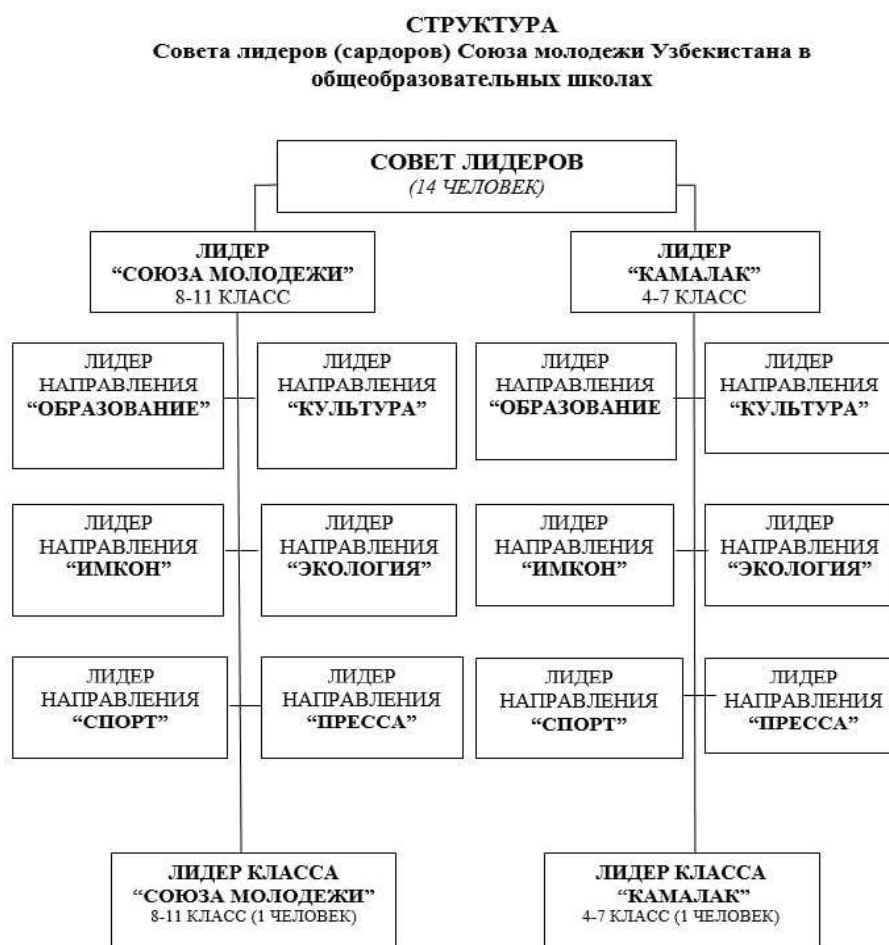 СТРУКТУРА
Совета лидеров (сардоров) Союза молодежи Узбекистана в
общеобразовательных школах
СОВЕТ ЛИДЕРОВ
(14 ЧЕЛОВЕК)
ЛИДЕР
“СОЮЗА МОЛОДЕЖИ”
8-11 КЛАСС
ЛИДЕР
“КАМАЛАК”
4-7 КЛАСС
ЛИДЕР
НАПРАВЛЕНИЯ
“ОБРАЗОВАНИЕ”
ЛИДЕР
НАПРАВЛЕНИЯ
“КУЛЬТУРА”
ЛИДЕР
НАПРАВЛЕНИЯ
“ОБРАЗОВАНИЕ
ЛИДЕР
НАПРАВЛЕНИЯ
“КУЛЬТУРА”
ЛИДЕР
НАПРАВЛЕНИЯ
“ИМКОН”
ЛИДЕР
НАПРАВЛЕНИЯ
“ЭКОЛОГИЯ”
ЛИДЕР
НАПРАВЛЕНИЯ
“ИМКОН”
ЛИДЕР
НАПРАВЛЕНИЯ
“ЭКОЛОГИЯ”
ЛИДЕР
НАПРАВЛЕНИЯ
“СПОРТ”
ЛИДЕР
НАПРАВЛЕНИЯ
“ПРЕССА”
ЛИДЕР
НАПРАВЛЕНИЯ
“СПОРТ”
ЛИДЕР
НАПРАВЛЕНИЯ
“ПРЕССА”
ЛИДЕР КЛАССА
“СОЮЗА МОЛОДЕЖИ”
8-11 КЛАСС (1 ЧЕЛОВЕК)
ЛИДЕР КЛАССА
“КАМАЛАК”
4-7 КЛАСС (1 ЧЕЛОВЕК)